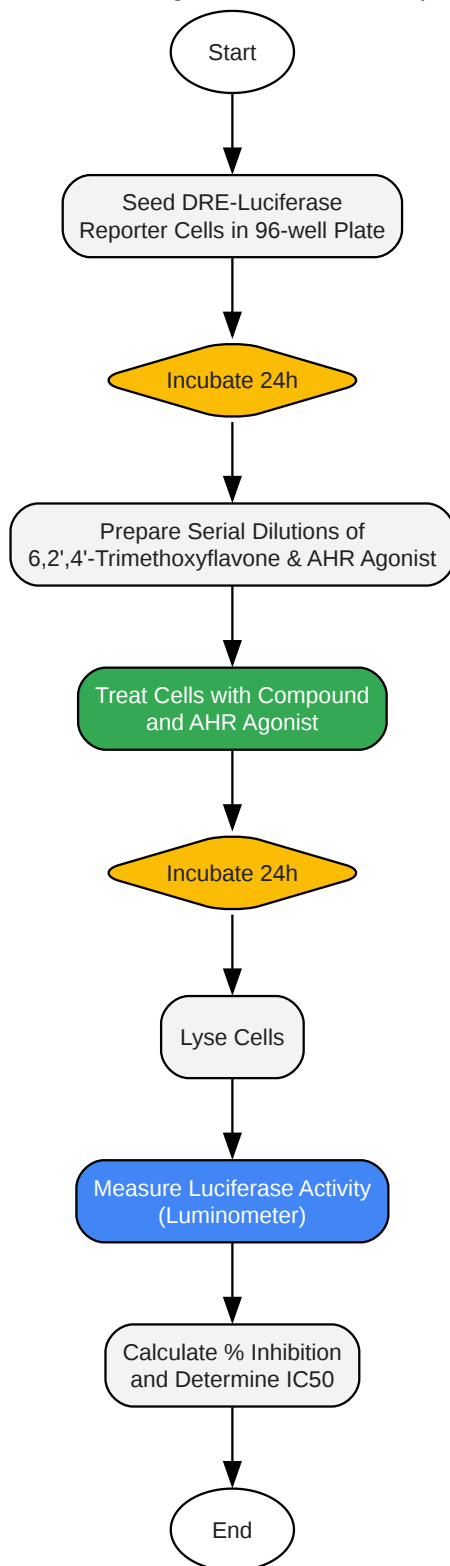 Start
Seed DRE-Luciferase
Reporter Cells in 96-well Plate
Incubate 24h
Prepare Serial Dilutions of
6,2',4'-Trimethoxyflavone & AHR Agonist
Treat Cells with Compound
and AHR Agonist
Incubate 24h
Lyse Cells
Measure Luciferase Activity
(Luminometer)
Calculate % Inhibition
and Determine IC50
End